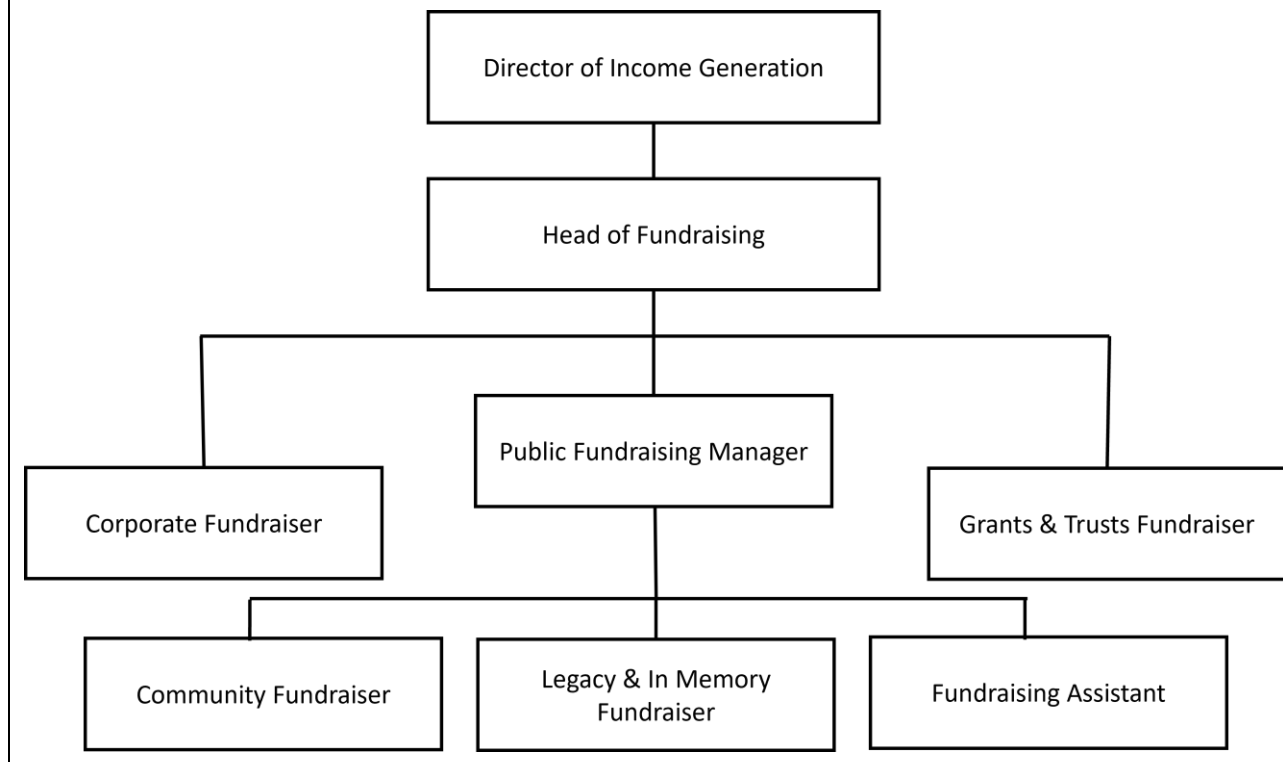 Director of Income Generation
Head of Fundraising
Public Fundraising Manager
Corporate Fundraiser
Grants & Trusts Fundraiser
Community Fundraiser
Legacy & In Memory
Fundraiser
Fundraising Assistant